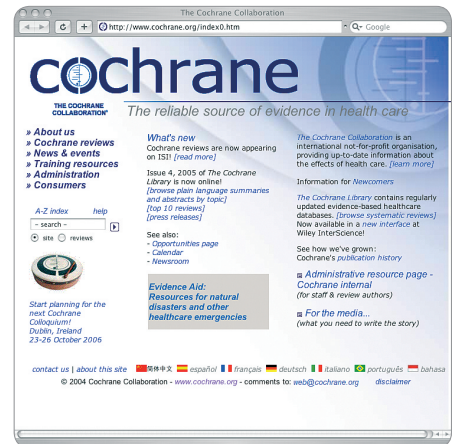 The Cochrane Collaboration
http://www.cochrane.org/index0.htm
Google
cochrane
THE COCHRANE
COLLABORATION®
The reliable source of evidence in health care
» About us
» Cochrane reviews
» News & events
» Training resources
» Administration
» Consumers
A-Z index help
– search –
site reviews
Start planning for the
next Cochrane
Colloquium!
Dublin, Ireland
23-26 October 2006
What's new
Cochrane reviews are now appearing
on ISI! [read more]
Issue 4, 2005 of The Cochrane
Library is now online!
[browse plain language summaries
and abstracts by topic]
[top 10 reviews]
[press releases]
See also:
- Opportunities page
- Calendar
- Newsroom
Evidence Aid:
Resources for natural
disasters and other
healthcare emergencies
The Cochrane Collaboration is an
international not-for-profit organisation,
providing up-to-date information about
the effects of health care. [learn more]
Information for Newcomers
The Cochrane Library contains regularly
updated evidence-based healthcare
databases. [browse systematic reviews]
Now available in a new interface at
Wiley InterScience!
See how we've grown:
Cochrane's publication history
Administrative resource page -
Cochrane internal
(for staff & review authors)
For the media...
(what you need to write the story)
contact us | about this site 简体中文 español français deutsch italiano português bahasa
© 2004 Cochrane Collaboration - www.cochrane.org - comments to: web@cochrane.org disclaimer